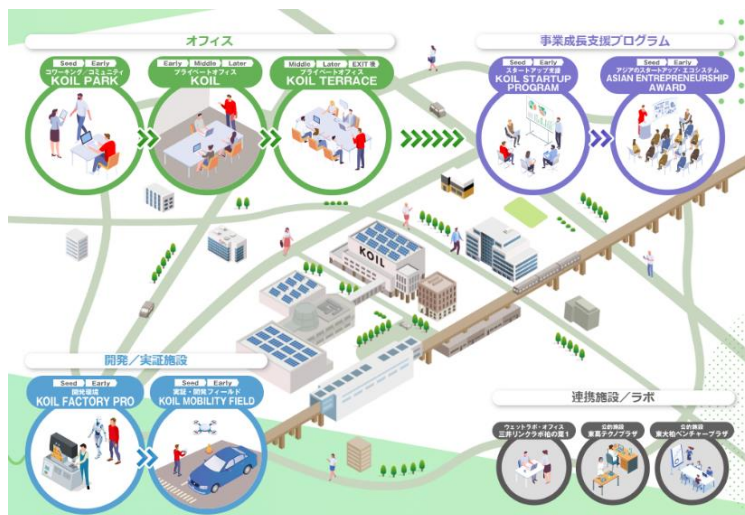 オフィス
Seed Early
コワーキング/コミュニティ
KOIL PARK
Early Middle Later
プライベートオフィス
KOIL
Middle Later EXIT後
プライベートオフィス
KOIL TERRACE
事業成長支援プログラム
Seed Early
スタートアップ支援
KOIL STARTUP
PROGRAM
Seed Early
アジアのスタートアップ・エコシステム
ASIAN ENTREPRENEURSHIP
AWARD
KOIL
開発/実証施設
Seed Early
開発環境
KOIL FACTORY PRO
Seed Early
実証・開発フィールド
KOIL MOBILITY FIELD
連携施設/ラボ
ウェットラボ・オフィス
三井リンクラボ柏の葉1
公的施設
東葛テクノプラザ
公的施設
東大柏ベンチャープラザ